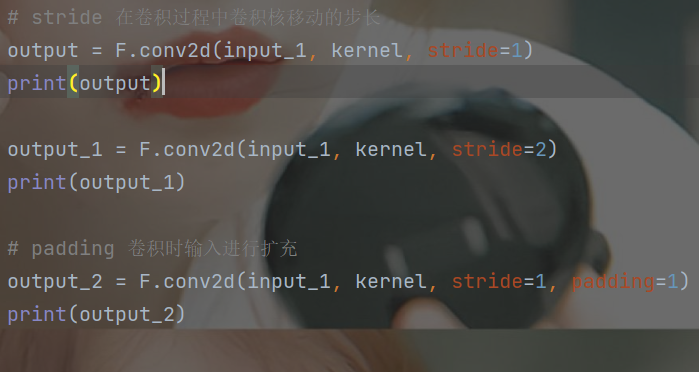 # stride 在卷积过程中卷积核移动的步长
output = F.conv2d(input_1, kernel, stride=1)
print(output)
output_1 = F.conv2d(input_1, kernel, stride=2)
print(output_1)
# padding 卷积时输入进行扩充
output_2 = F.conv2d(input_1, kernel, stride=1, padding=1)
print(output_2)